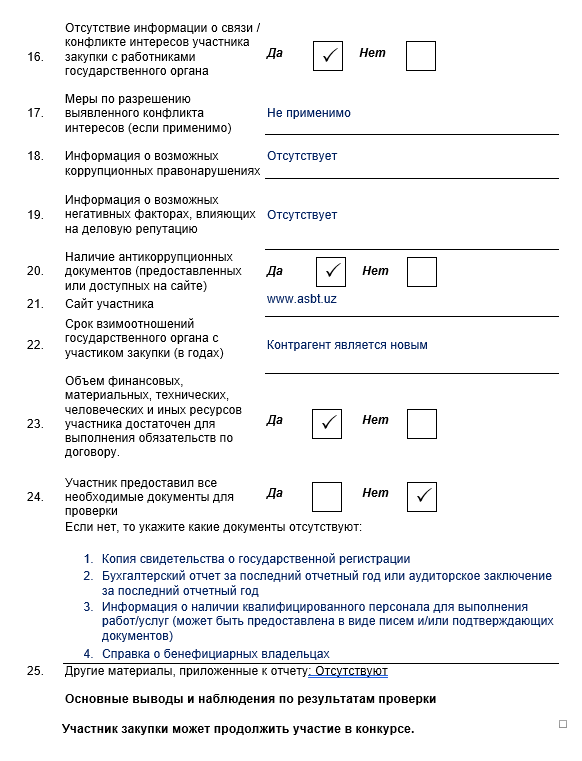 Отсутствие информации о связи /
конфликте интересов участника
16. закупки с работниками Да ✓ Нет
государственного органа
Меры по разрешению
17. выявленного конфликта Не применимо
интересов (если применимо)
18. Информация о возможных Отсутствует
коррупционных правонарушениях
Информация о возможных
19. негативных факторах, влияющих Отсутствует
на деловую репутацию
Наличие антикоррупционных
20. документов (предоставленных Да ✓ Нет
или доступных на сайте)
21. Сайт участника www.asbt.uz
Срок взимоотношений
государственного органа с
22. участиком закупки (в годах) Контрагент является новым
Объем финансовых,
материальных, технических,
человеческих и иных ресурсов
23. участника достаточен для Да ✓ Нет
выполнения обязательств по
договору.
Участник предоставил все
24. необходимые документы для Да Нет ✓
проверки
Если нет, то укажите какие документы отсутствуют:
1. Копия свидетельства о государственной регистрации
2. Бухгалтерский отчет за последний отчетный год или аудиторское заключение
за последний отчетный год
3. Информация о наличии квалифицированного персонала для выполнения
работ/услуг (может быть предоставлена в виде писем и/или подтверждающих
документов)
4. Справка о бенефициарных владельцах
25. Другие материалы, приложенные к отчету: Отсутствуют
Основные выводы и наблюдения по результатам проверки
Участник закупки может продолжить участие в конкурсе.